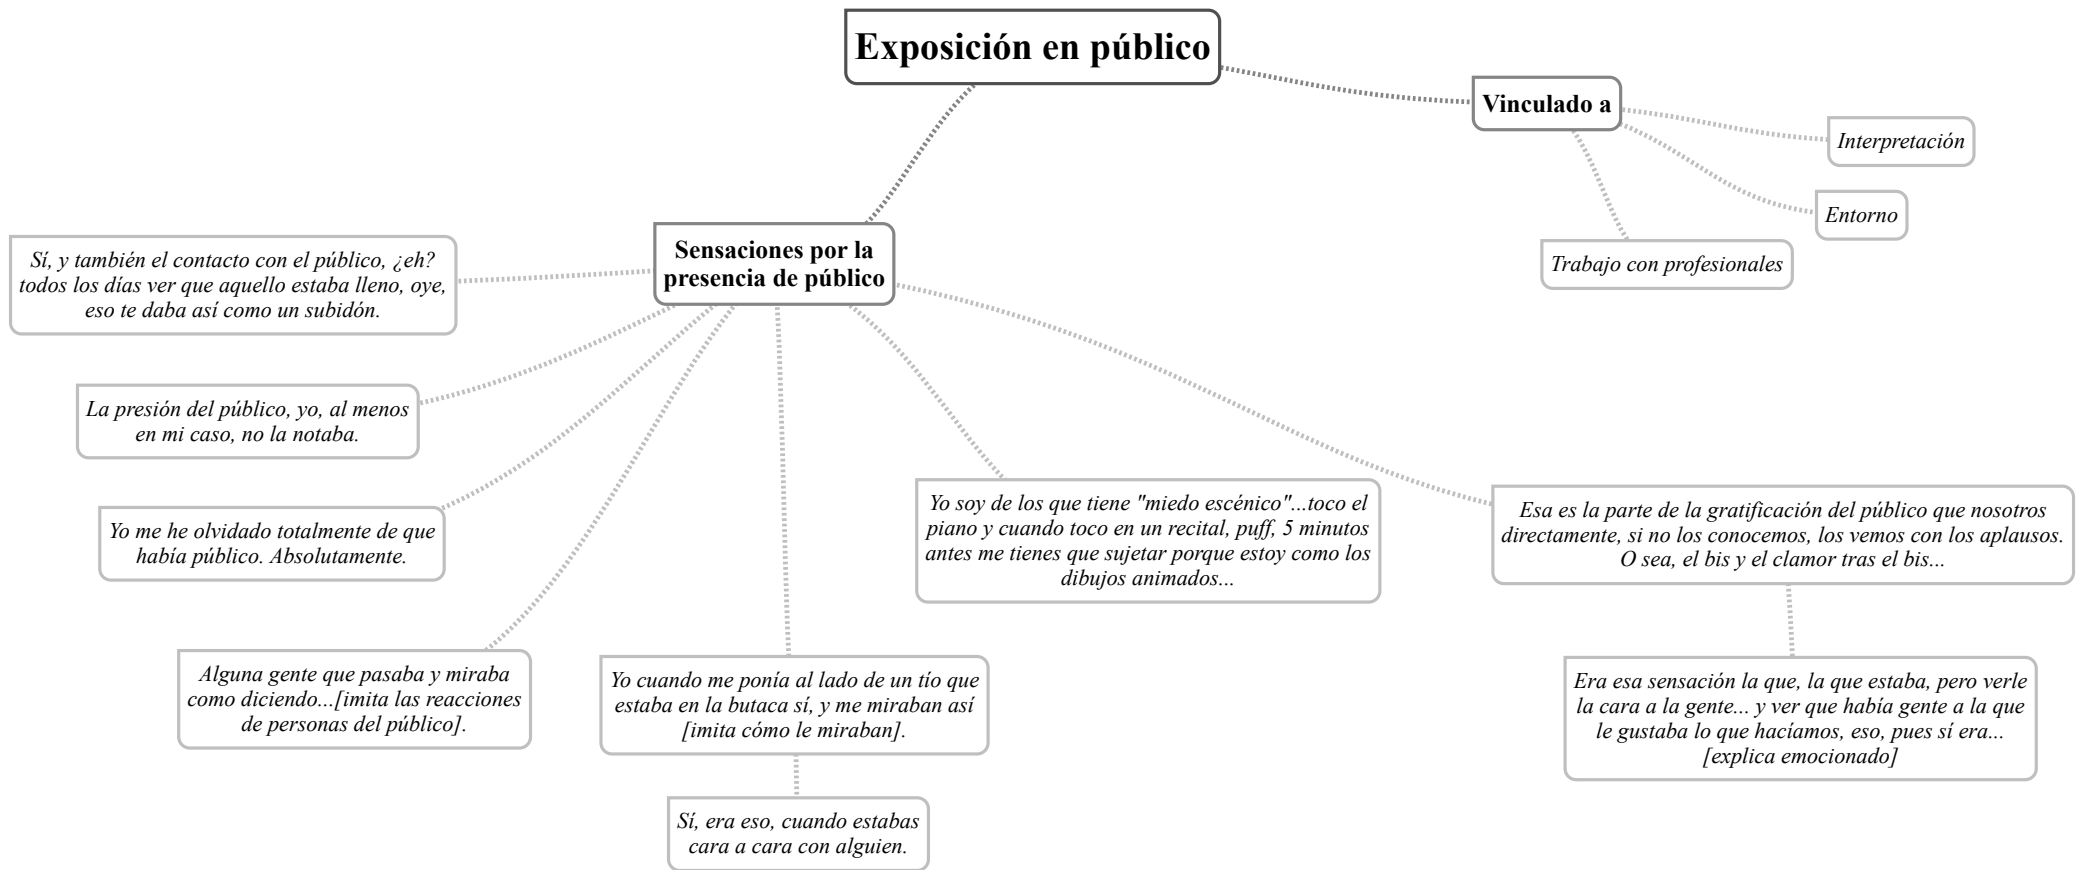 Exposición en público
Vinculado a
Interpretación
Entorno
Trabajo con profesionales
Sensaciones por la
presencia de público
Sí, y también el contacto con el público, ¿eh?
todos los días ver que aquello estaba lleno, oye,
eso te daba así como un subidón.
La presión del público, yo, al menos
en mi caso, no la notaba.
Yo me he olvidado totalmente de que
había público. Absolutamente.
Alguna gente que pasaba y miraba
como diciendo...[imita las reacciones
de personas del público].
Yo cuando me ponía al lado de un tío que
estaba en la butaca sí, y me miraban así
[imita cómo le miraban].
Sí, era eso, cuando estabas
cara a cara con alguien.
Yo soy de los que tiene "miedo escénico"...toco el
piano y cuando toco en un recital, puff, 5 minutos
antes me tienes que sujetar porque estoy como los
dibujos animados...
Esa es la parte de la gratificación del público que nosotros
directamente, si no los conocemos, los vemos con los aplausos.
O sea, el bis y el clamor tras el bis...
Era esa sensación la que, la que estaba, pero verle
la cara a la gente... y ver que había gente a la que
le gustaba lo que hacíamos, eso, pues sí era...
[explica emocionado]